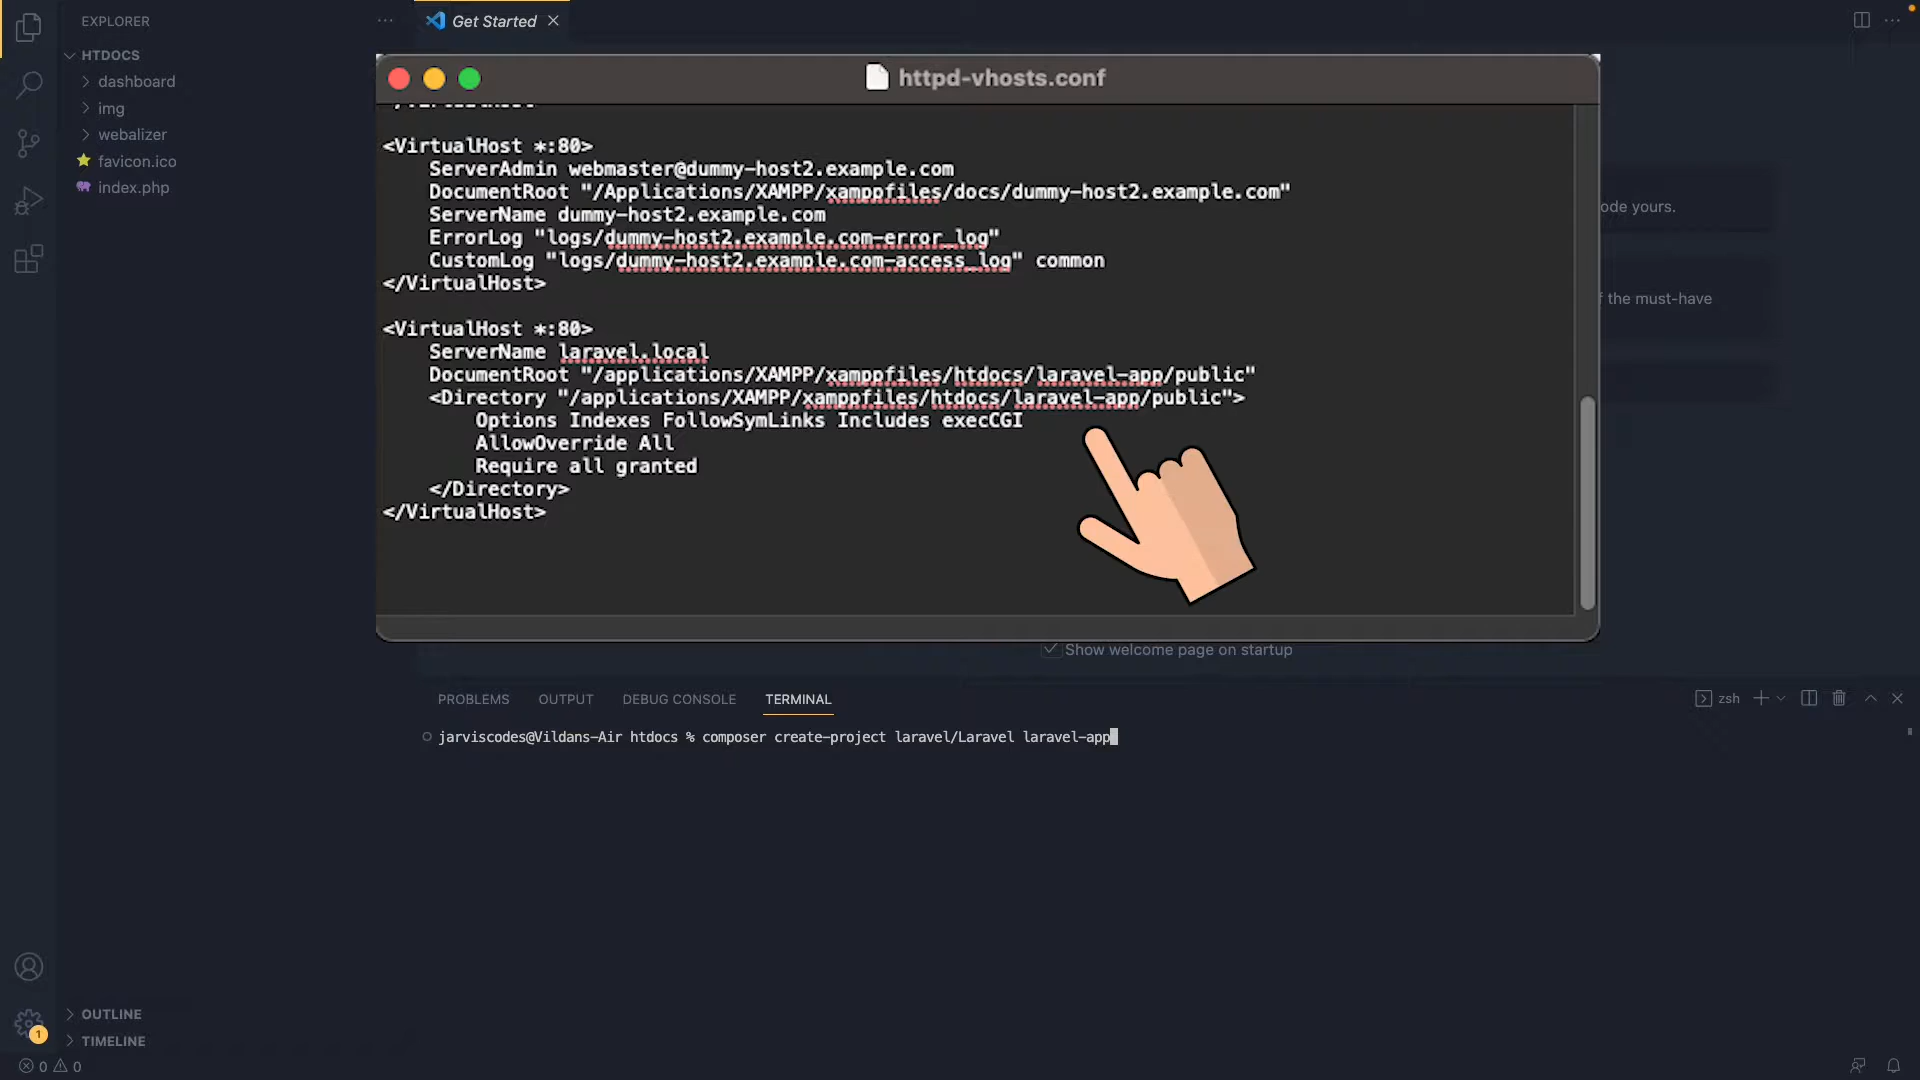 EXPLORER
Get Started
HTDOCS
dashboard
img
webalizer
favicon.ico
index.php
httpd-vhosts.conf
<VirtualHost *:80>
ServerAdmin webmaster@dummy-host2.example.com
DocumentRoot "/Applications/XAMPP/xamppfiles/docs/dummy-host2.example.com"
ServerName dummy-host2.example.com
ErrorLog "logs/dummy-host2.example.com-error_log"
CustomLog "logs/dummy-host2.example.com-access_log" common
</VirtualHost>
<VirtualHost *:80>
ServerName laravel.local
DocumentRoot "/applications/XAMPP/xamppfiles/htdocs/laravel-app/public"
<Directory "/applications/XAMPP/xamppfiles/htdocs/laravel-app/public">
Options Indexes FollowSymLinks Includes execCGI
AllowOverride All
Require all granted
</Directory>
</VirtualHost>
ode yours.
the must-have
Show welcome page on startup
PROBLEMS OUTPUT DEBUG CONSOLE TERMINAL
zsh
jarviscodes@Vildans-Air htdocs % composer create-project laravel/Laravel laravel-app
OUTLINE
1
TIMELINE
0 0